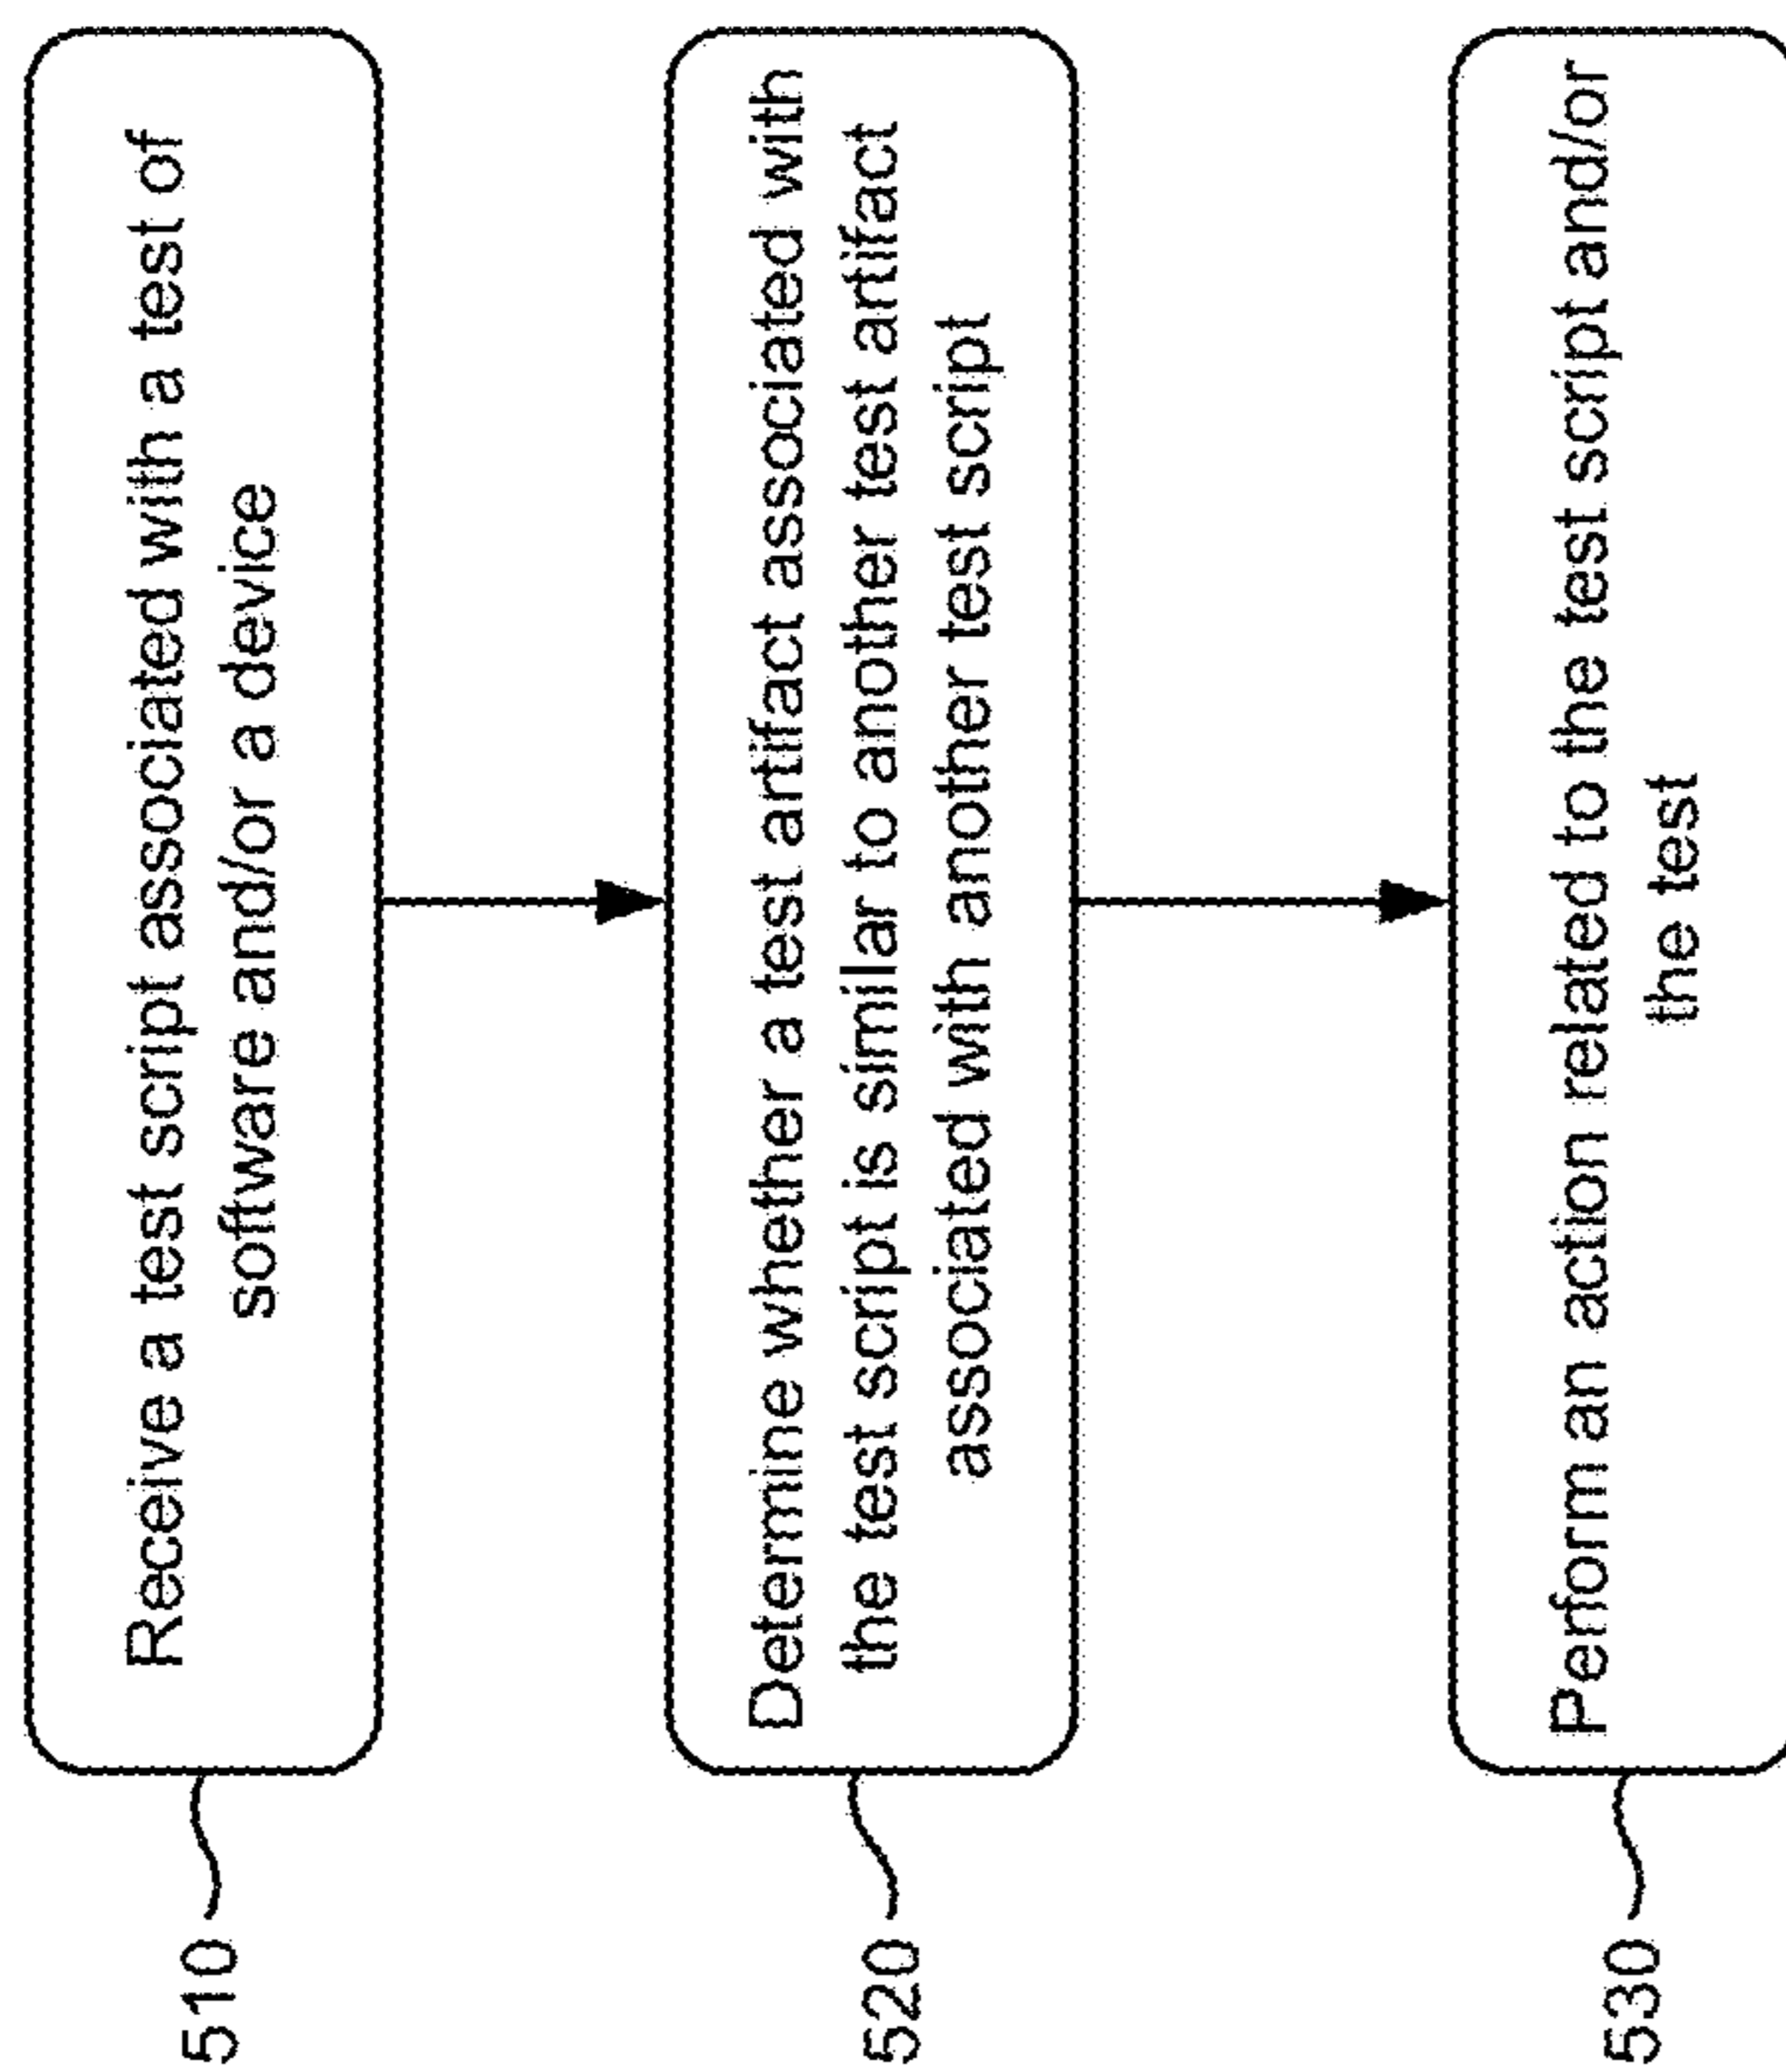 510
Receive a test script associated with a test of
software and/or a device
520
Determine whether a test artifact associated with
the test script is similar to another test artifact
associated with another test script
530
Perform an action related to the test script and/or
the test